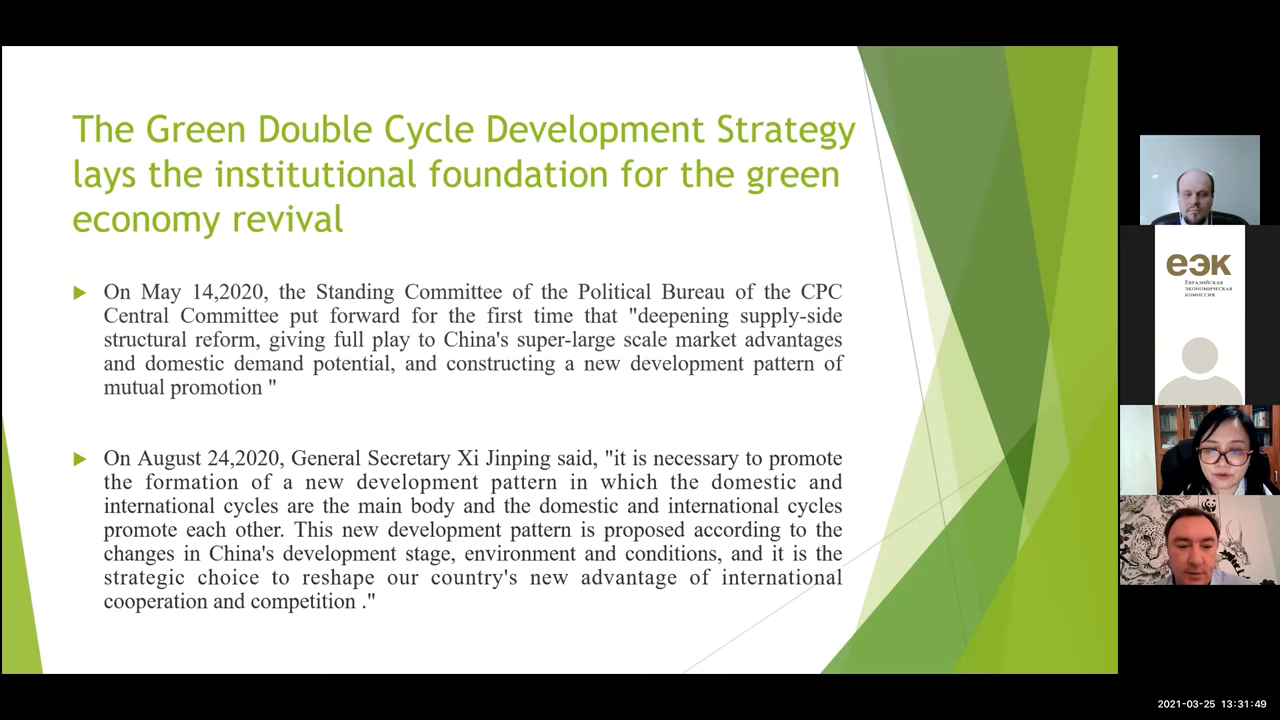 The Green Double Cycle Development Strategy
lays the institutional foundation for the green
economy revival
On May 14,2020, the Standing Committee of the Political Bureau of the CPC
Central Committee put forward for the first time that "deepening supply-side
structural reform, giving full play to China's super-large scale market advantages
and domestic demand potential, and constructing a new development pattern of
mutual promotion "
On August 24,2020, General Secretary Xi Jinping said, "it is necessary to promote
the formation of a new development pattern in which the domestic and
international cycles are the main body and the domestic and international cycles
promote each other. This new development pattern is proposed according to the
changes in China's development stage, environment and conditions, and it is the
strategic choice to reshape our country's new advantage of international
cooperation and competition ."
еэк
Евразийская
экономическая
комиссия
2021-03-25 13:31:49